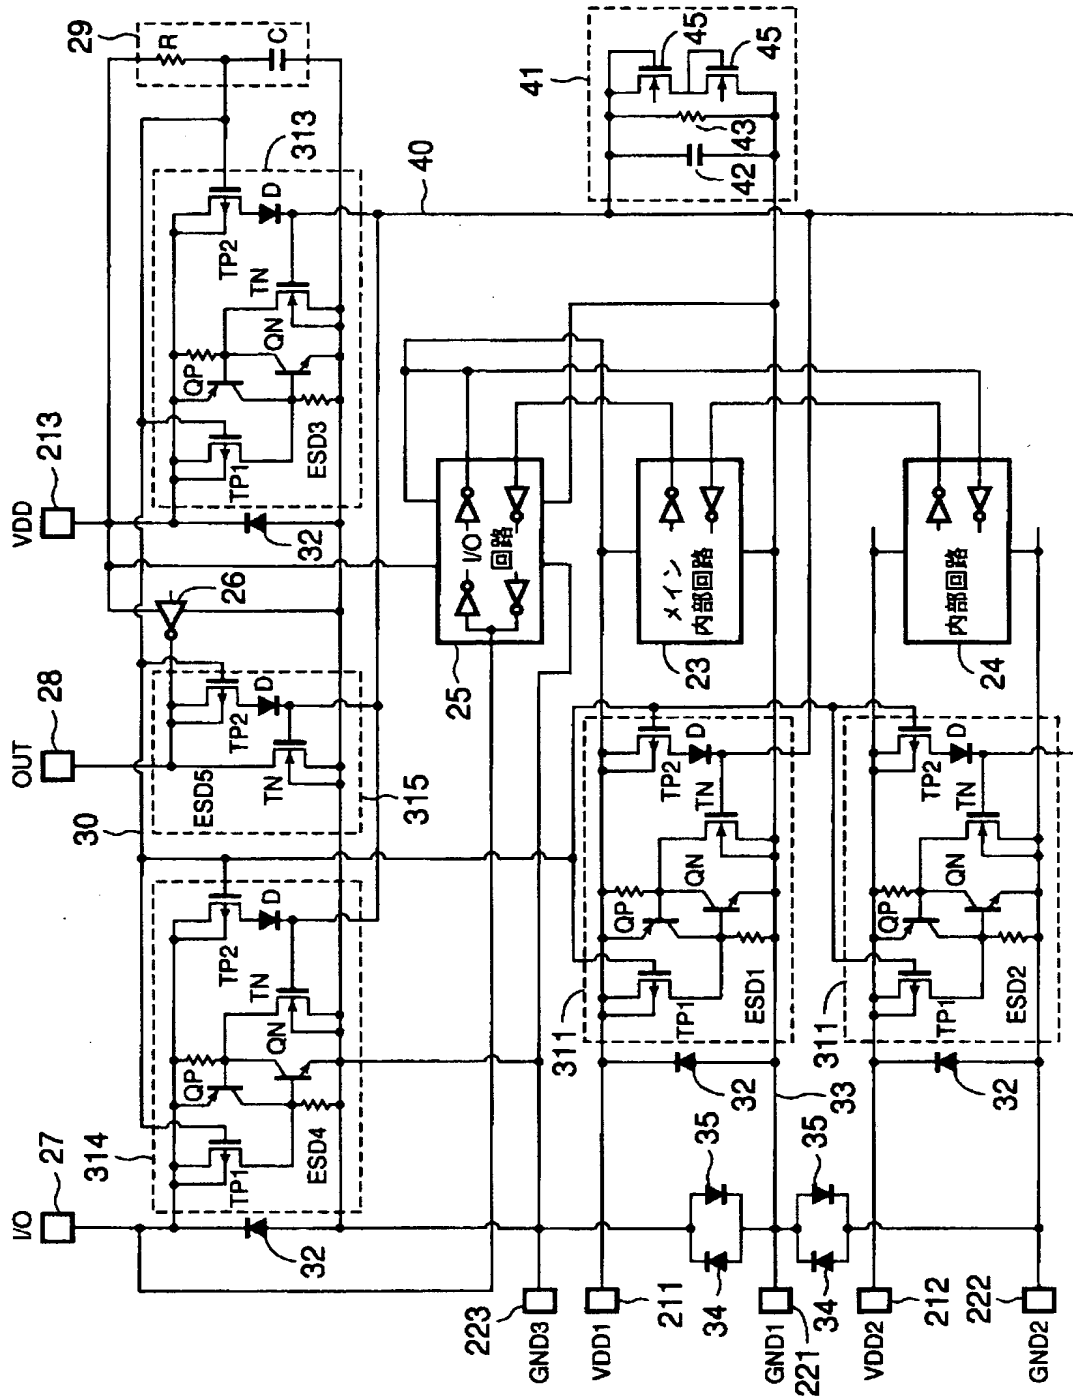 I/O
27
314
TP1
QP
QN
TN
TP2
D
ESD4
32
OUT
28
30
ESD5
TP2
D
TN
315
26
VDD
213
TP1
QP
QN
TN
TP2
D
ESD3
32
313
29
R
C
223
GND3
25
I/O
回路
40
41
42
43
45
45
VDD1
211
311
TP1
QP
QN
TN
TP2
D
ESD1
32
33
メイン
内部回路
23
34
35
GND1
221
34
35
VDD2
212
311
TP1
QP
QN
TN
TP2
D
ESD2
32
内部回路
24
222
GND2